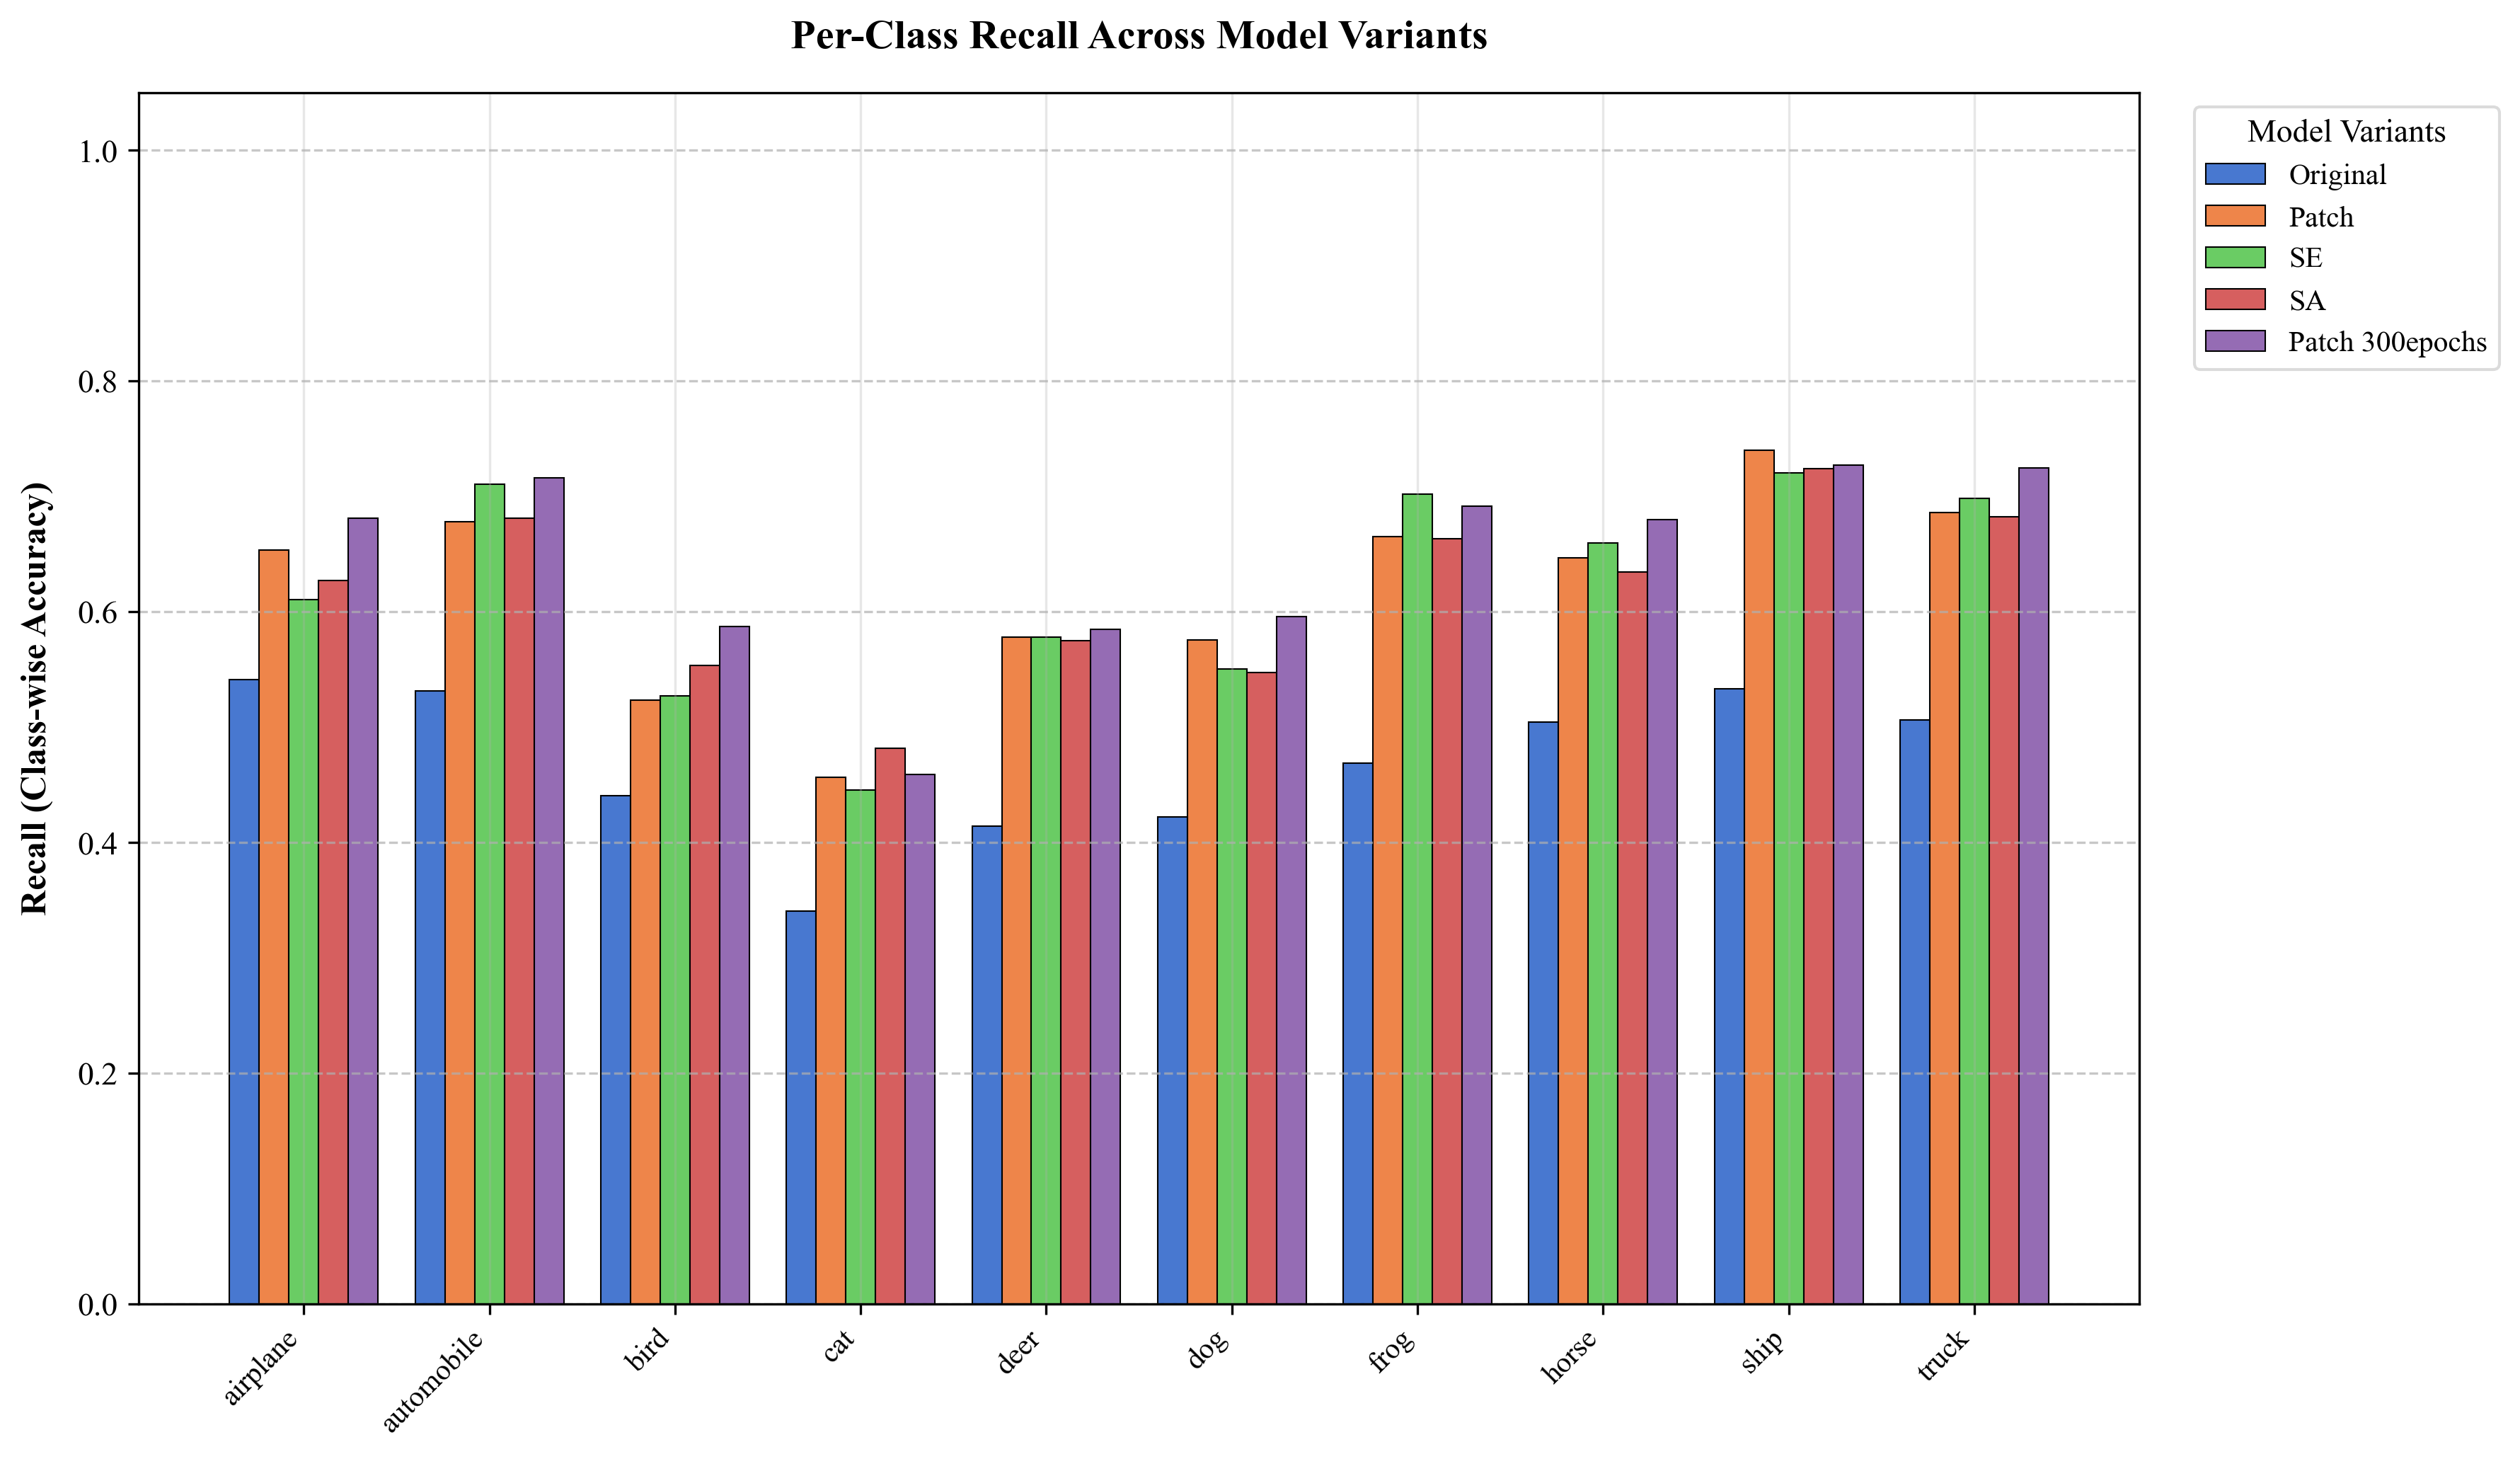 Per-Class Recall Across Model Variants
Recall (Class-wise Accuracy)
1.0
0.8
0.6
0.4
0.2
0.0
airplane
automobile
bird
cat
deer
dog
frog
horse
ship
truck
Model Variants
Original
Patch
SE
SA
Patch 300epochs